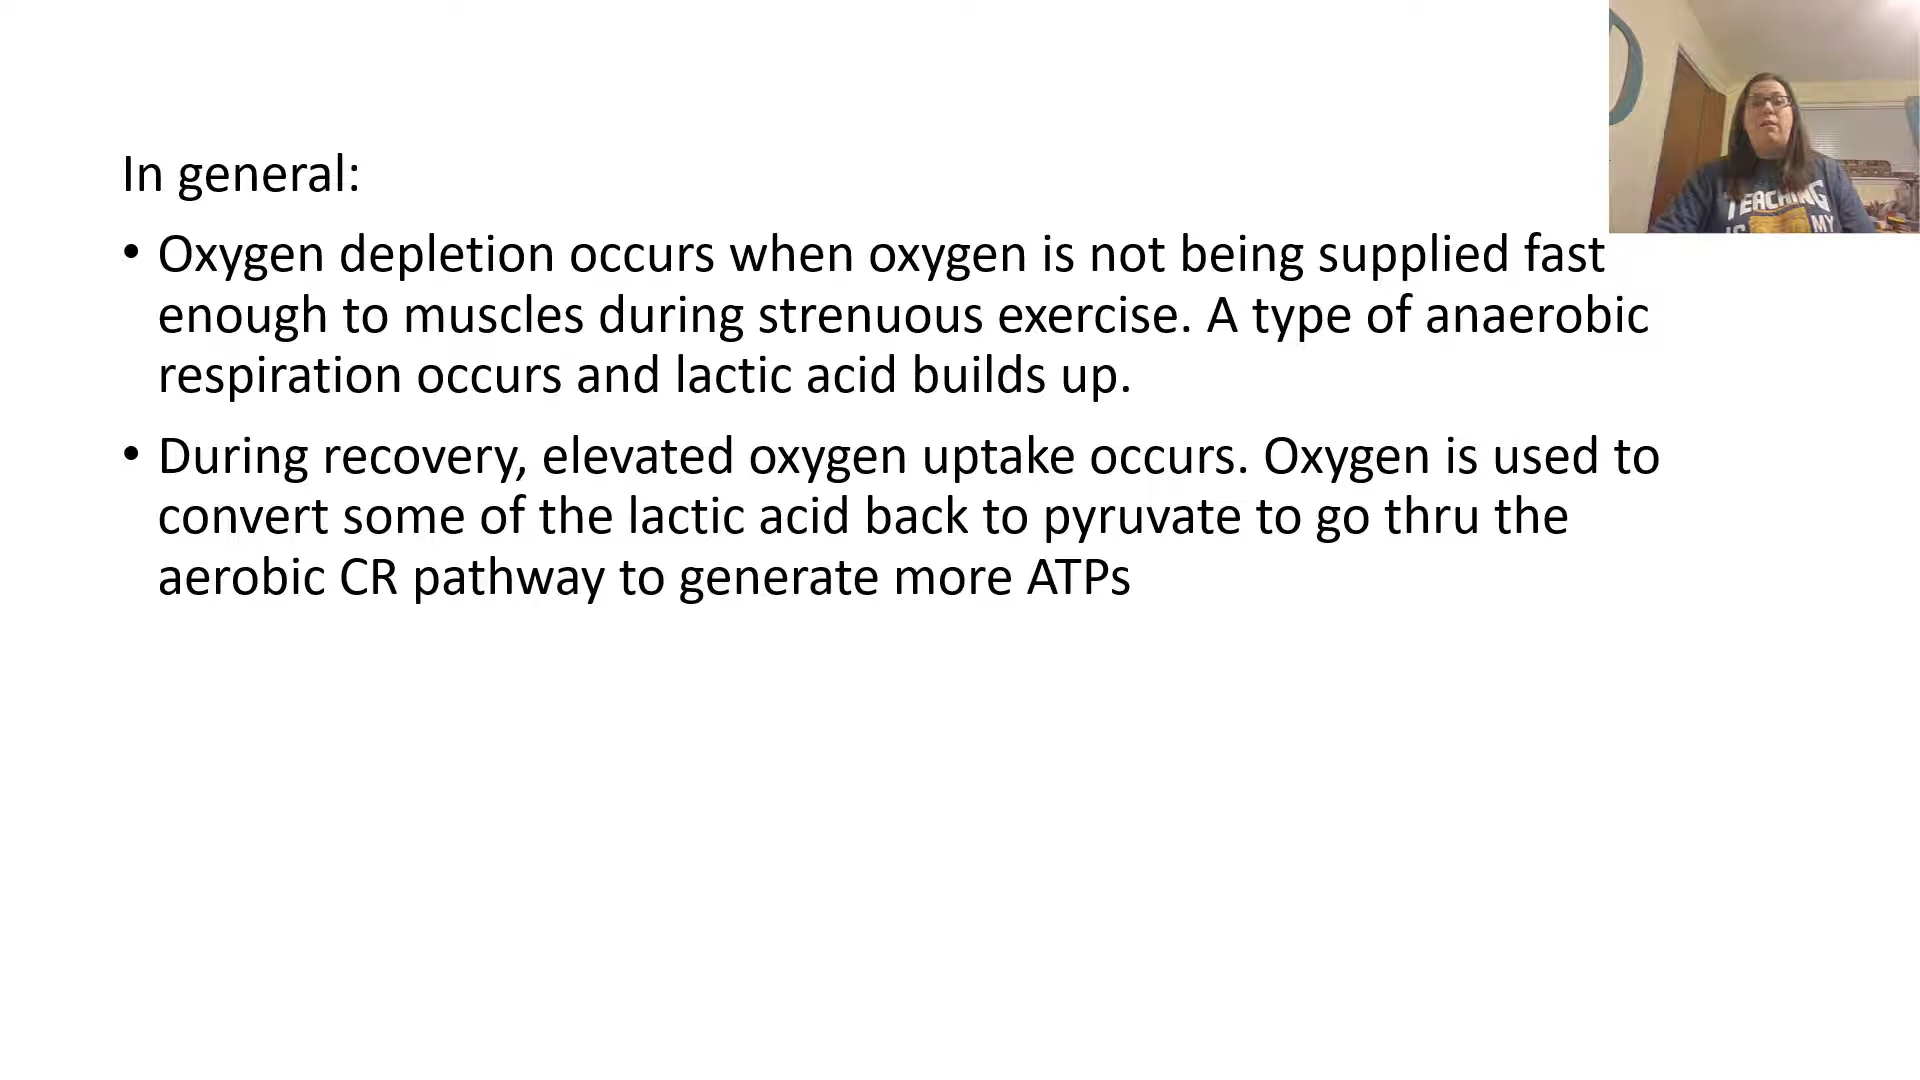 In general:
• Oxygen depletion occurs when oxygen is not being supplied fast
enough to muscles during strenuous exercise. A type of anaerobic
respiration occurs and lactic acid builds up.
• During recovery, elevated oxygen uptake occurs. Oxygen is used to
convert some of the lactic acid back to pyruvate to go thru the
aerobic CR pathway to generate more ATPs
TEACHING
IS MY